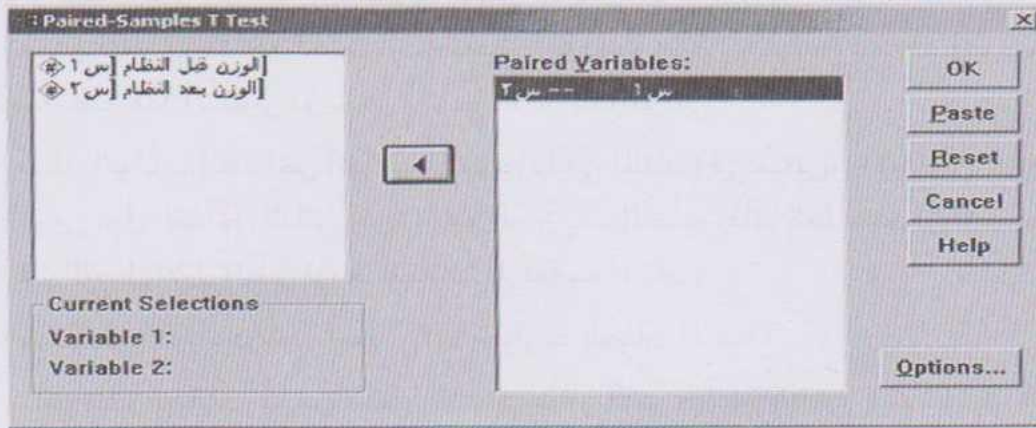 Paired-Samples T Test
الوزن قبل النظام [س١]
الوزن بعد النظام [س٢]
Paired Variables:
س١ -- س٢
OK
Paste
Reset
Cancel
Help
Current Selections
Variable 1:
Variable 2:
Options...